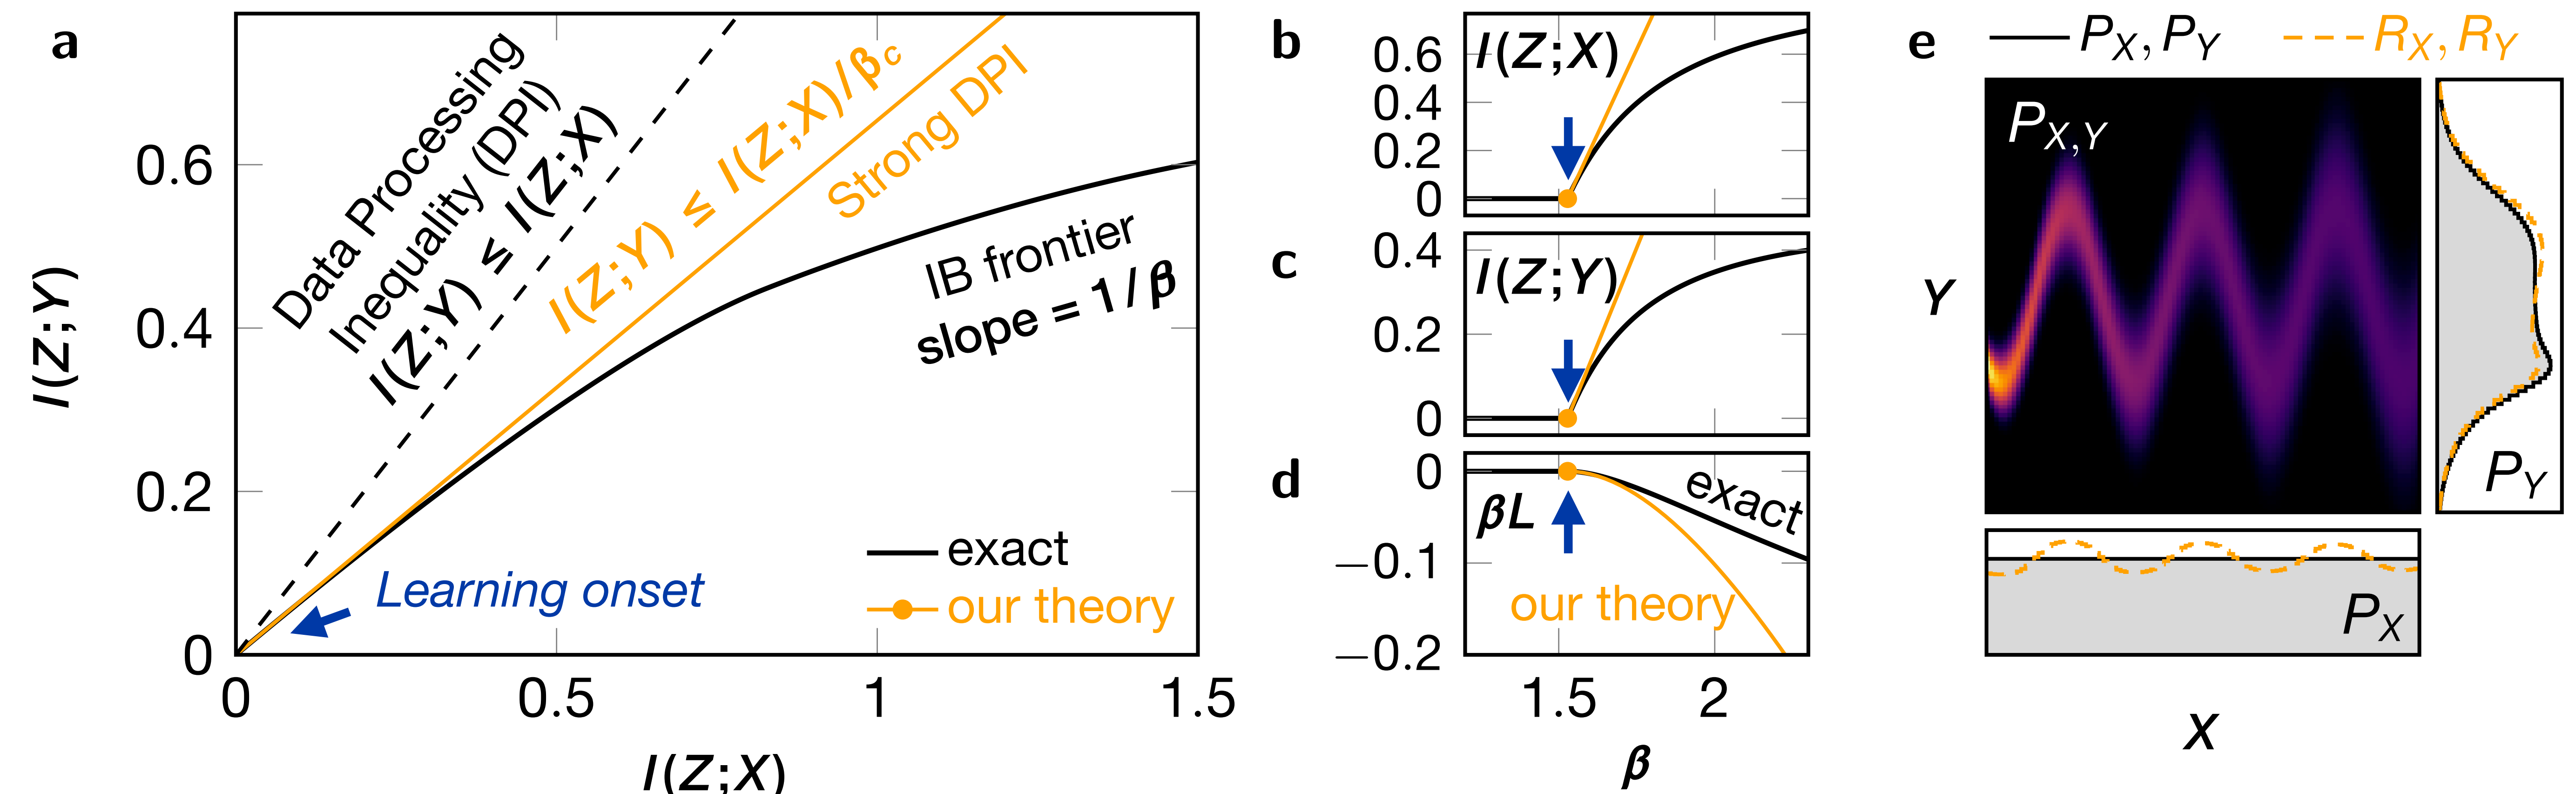 a
I(Z;Y)
0.6
0.4
0.2
0
0
0.5
1
1.5
I(Z;X)
Data Processing
Inequality (DPI)
I(Z;Y) ≤ I(Z;X)
I(Z;Y) ≤ I(Z;X)/βc
Strong DPI
IB frontier
slope = 1/β
Learning onset
exact
our theory
b
I(Z;X)
0.6
0.4
0.2
0
c
I(Z;Y)
0.4
0.2
0
d
βL
exact
our theory
0
−0.1
−0.2
1.5
2
β
e
PX, PY
RX, RY
PX,Y
Y
PY
PX
X